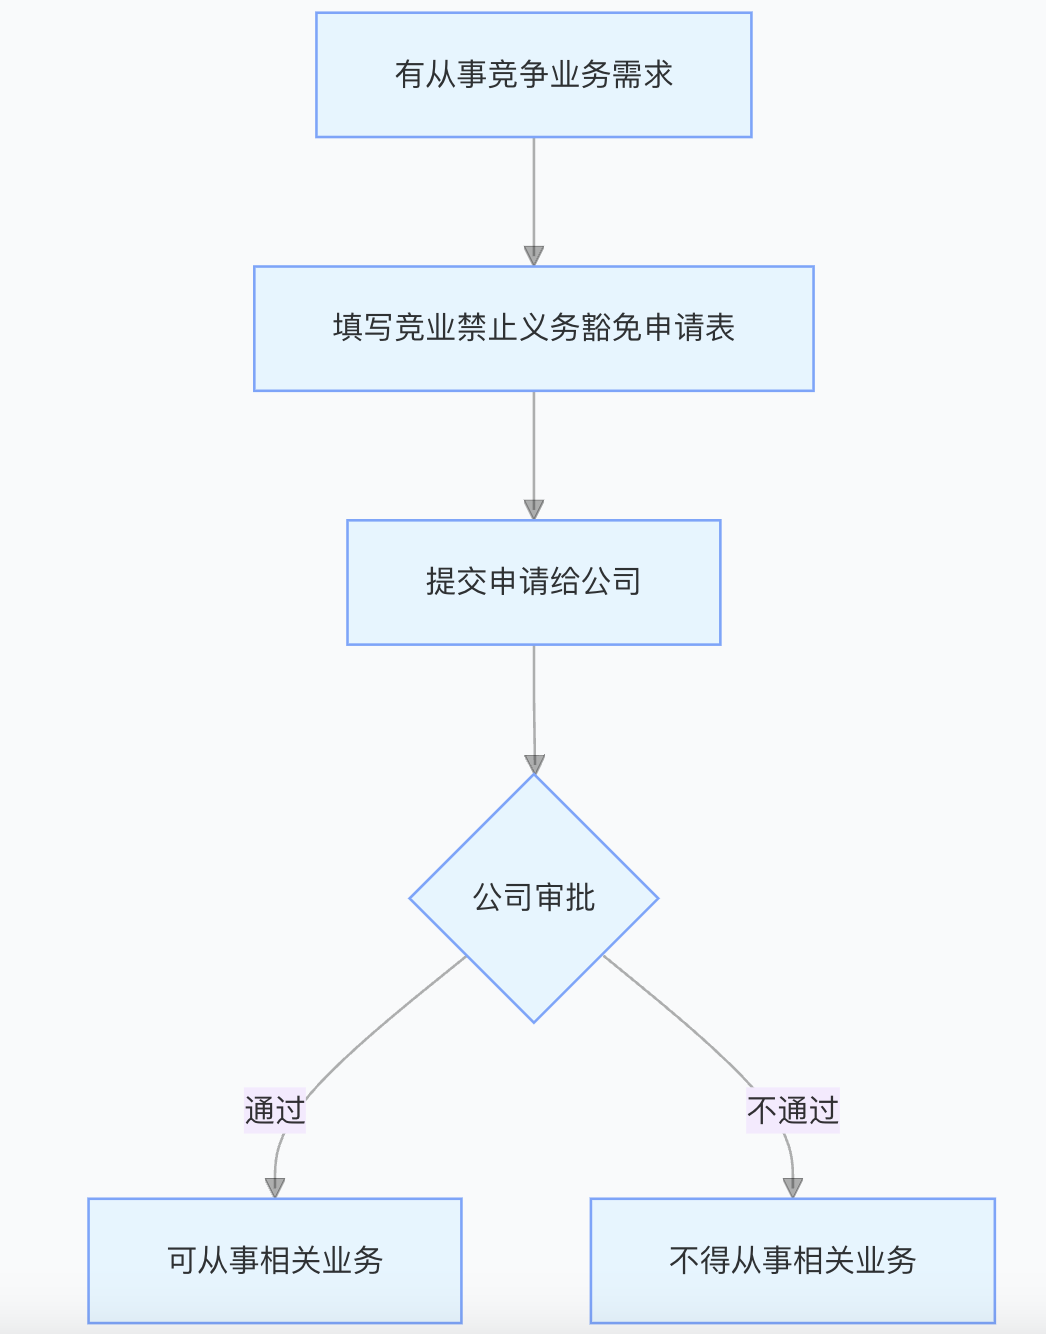 有从事竞争业务需求
填写竞业禁止义务豁免申请表
提交申请给公司
公司审批
通过
不通过
可从事相关业务
不得从事相关业务